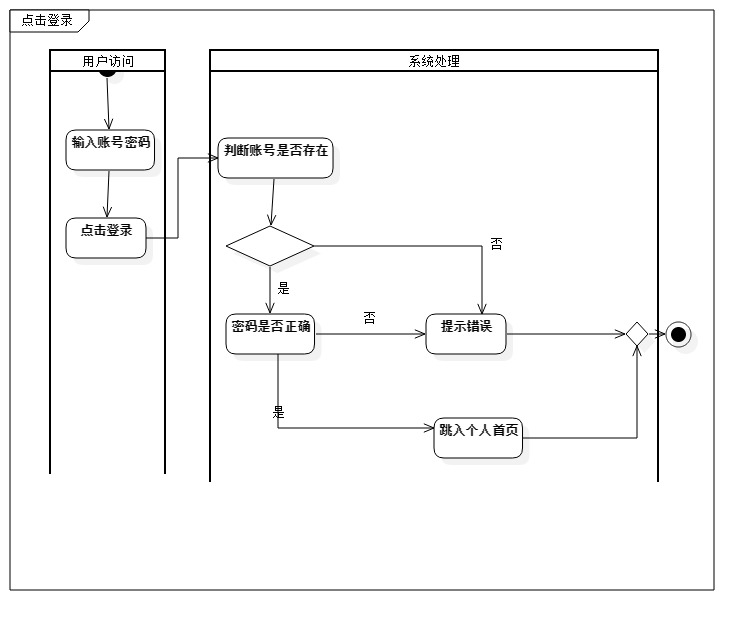 点击登录
用户访问
系统处理
输入账号密码
判断账号是否存在
点击登录
否
是
密码是否正确
否
提示错误
是
跳入个人首页